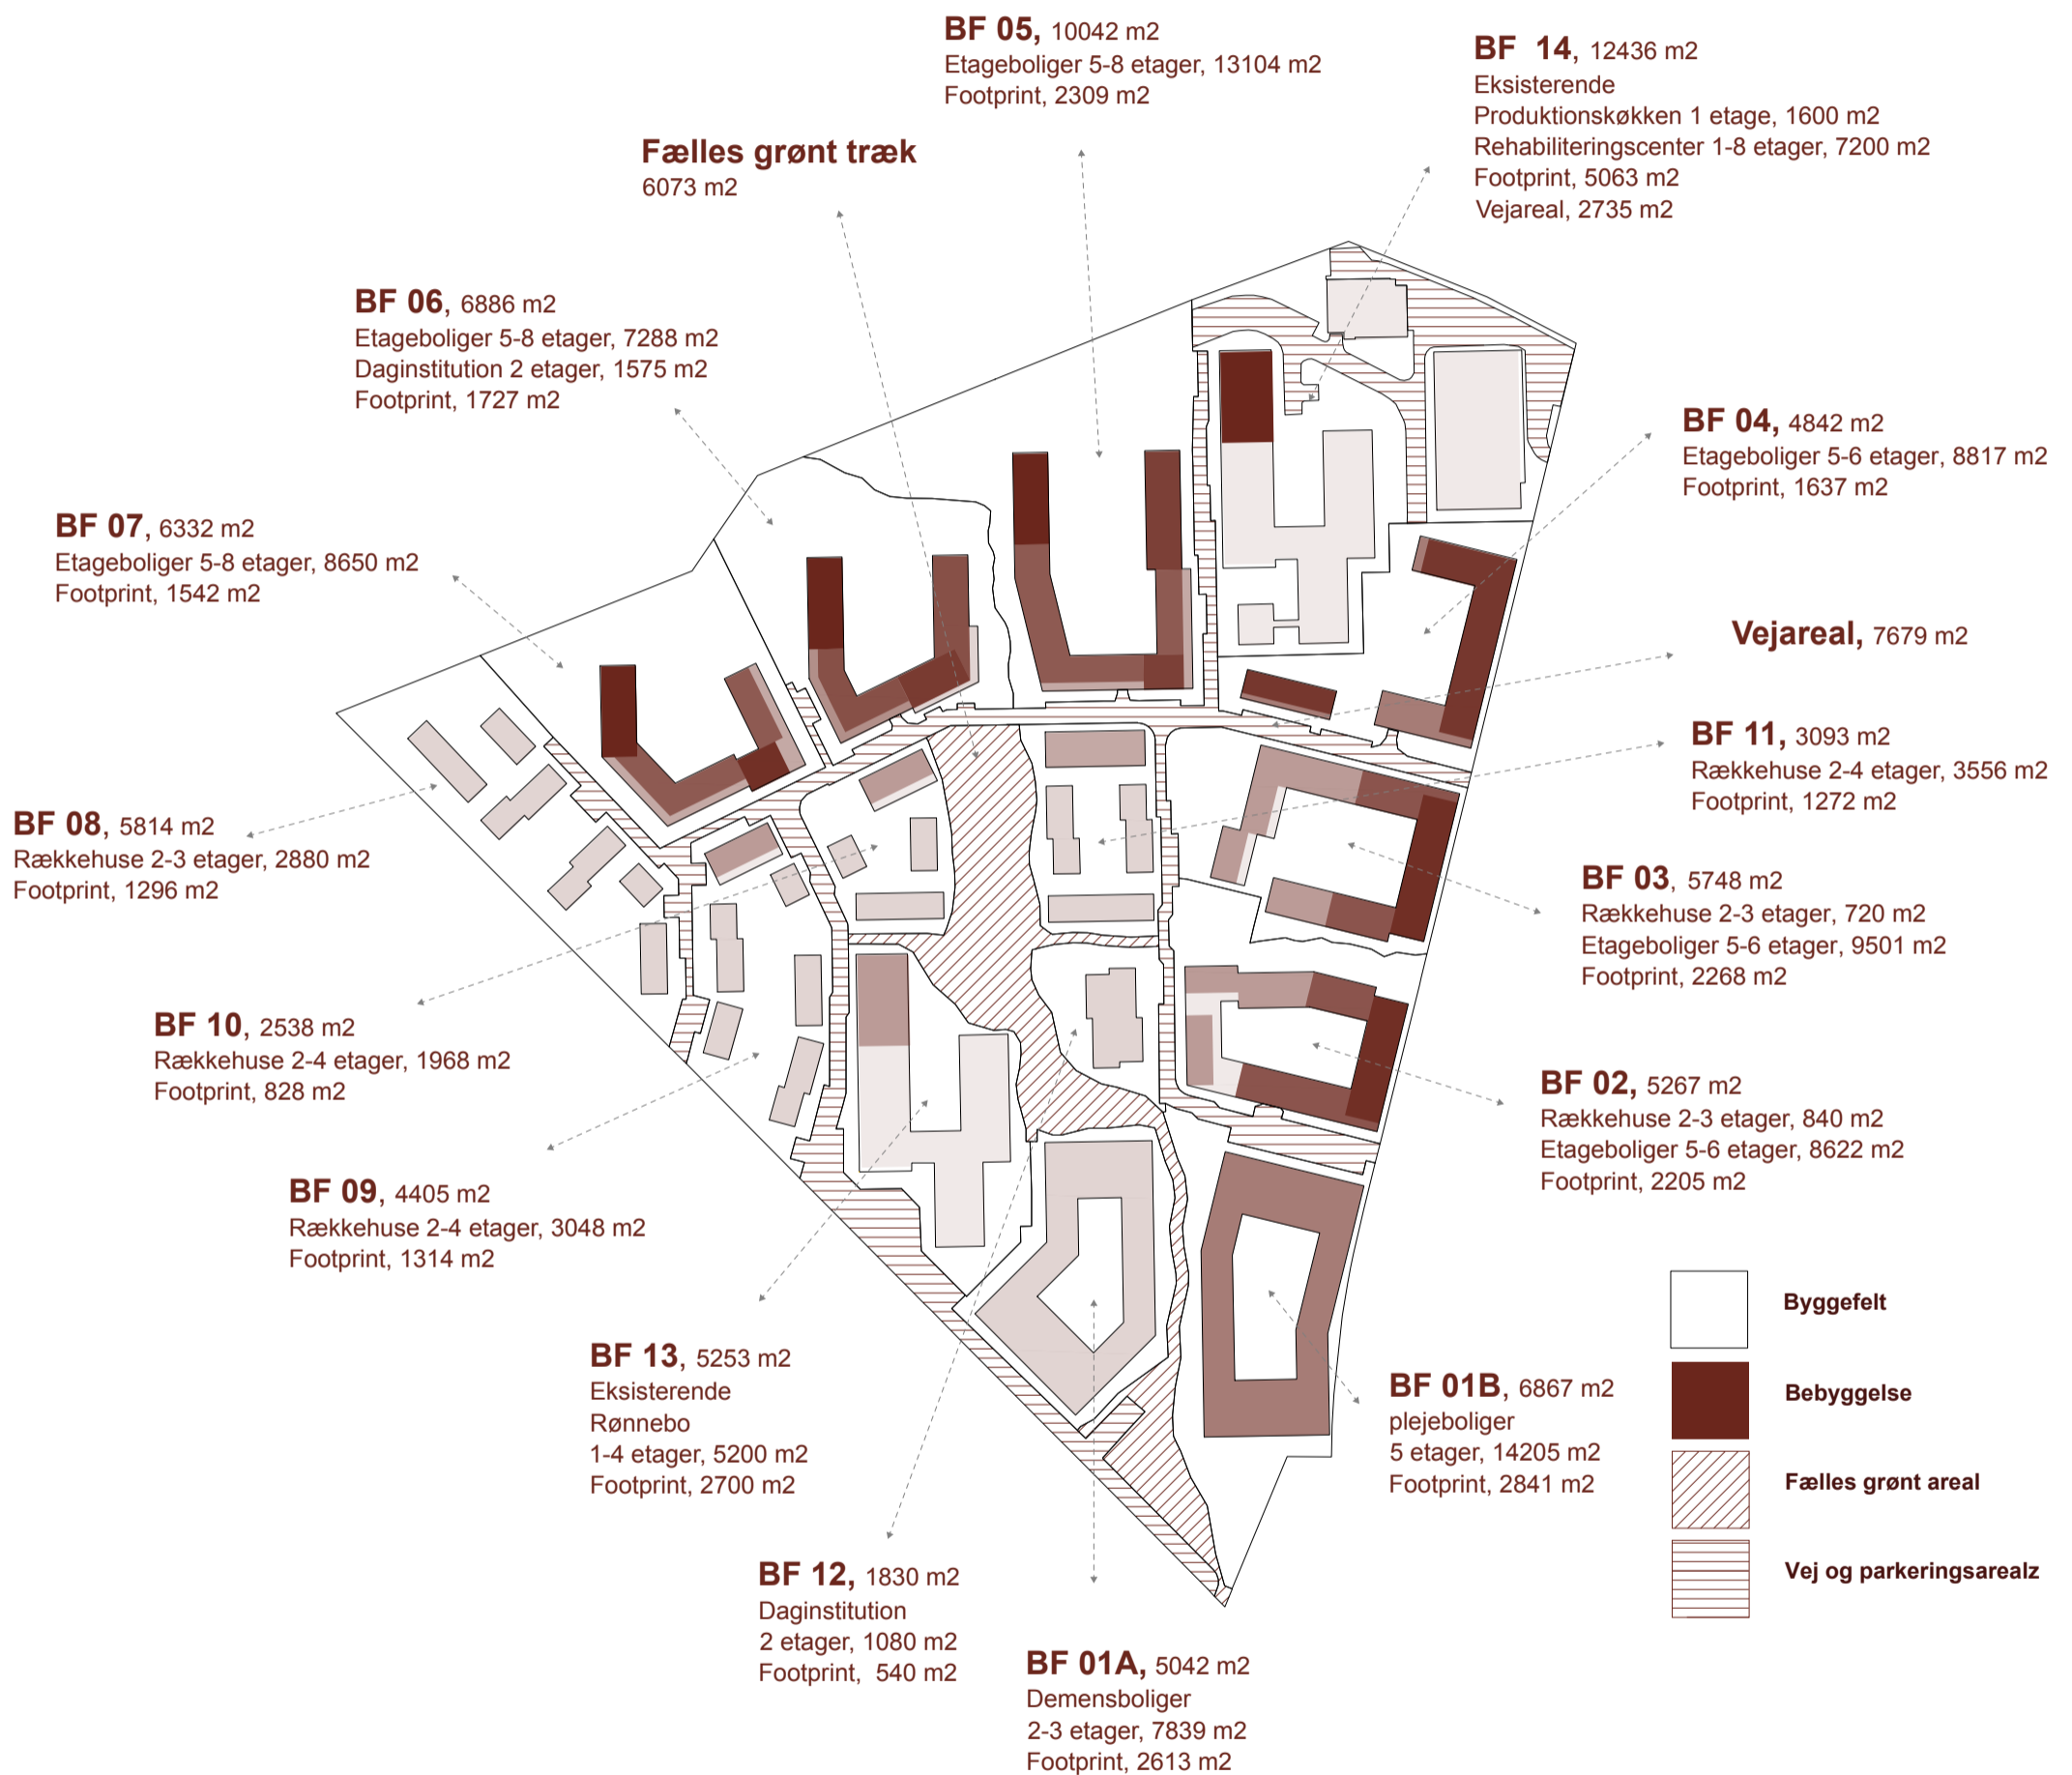 BF 05, 10042 m2
Etageboliger 5-8 etager, 13104 m2
Footprint, 2309 m2
BF 14, 12436 m2
Eksisterende
Produktionskøkken 1 etage, 1600 m2
Rehabiliteringscenter 1-8 etager, 7200 m2
Footprint, 5063 m2
Vejareal, 2735 m2
Fælles grønt træk
6073 m2
BF 06, 6886 m2
Etageboliger 5-8 etager, 7288 m2
Daginstitution 2 etager, 1575 m2
Footprint, 1727 m2
BF 04, 4842 m2
Etageboliger 5-6 etager, 8817 m2
Footprint, 1637 m2
BF 07, 6332 m2
Etageboliger 5-8 etager, 8650 m2
Footprint, 1542 m2
Vejareal, 7679 m2
BF 11, 3093 m2
Rækkehuse 2-4 etager, 3556 m2
Footprint, 1272 m2
BF 08, 5814 m2
Rækkehuse 2-3 etager, 2880 m2
Footprint, 1296 m2
BF 03, 5748 m2
Rækkehuse 2-3 etager, 720 m2
Etageboliger 5-6 etager, 9501 m2
Footprint, 2268 m2
BF 10, 2538 m2
Rækkehuse 2-4 etager, 1968 m2
Footprint, 828 m2
BF 02, 5267 m2
Rækkehuse 2-3 etager, 840 m2
Etageboliger 5-6 etager, 8622 m2
Footprint, 2205 m2
BF 09, 4405 m2
Rækkehuse 2-4 etager, 3048 m2
Footprint, 1314 m2
BF 13, 5253 m2
Eksisterende
Rønnebo
1-4 etager, 5200 m2
Footprint, 2700 m2
BF 01B, 6867 m2
plejeboliger
5 etager, 14205 m2
Footprint, 2841 m2
BF 12, 1830 m2
Daginstitution
2 etager, 1080 m2
Footprint, 540 m2
BF 01A, 5042 m2
Demensboliger
2-3 etager, 7839 m2
Footprint, 2613 m2
Byggefelt
Bebyggelse
Fælles grønt areal
Vej og parkeringsarealz